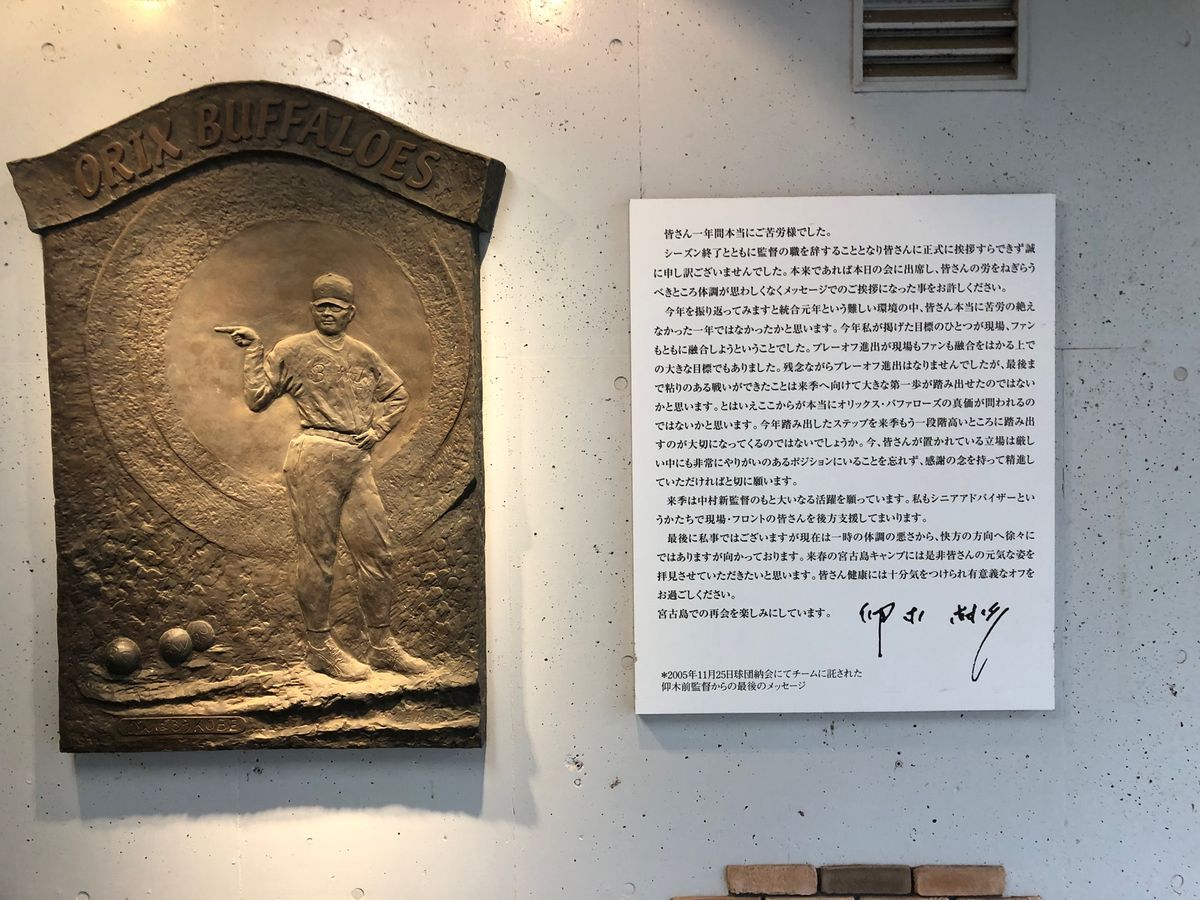 ORIX BUFFALOES
皆さん一年間本当にご苦労様でした。
シーズン終了とともに監督の職を辞することとなり皆さんに正式に挨拶すらできず誠
に申し訳ございませんでした。本来であれば本日の会に出席し、皆さんの労をねぎらう
べきところ体調が思わしくなくメッセージでのご挨拶になった事をお許しください。
今年を振り返ってみますと統合元年という難しい環境の中、皆さん本当に苦労の絶え
なかった一年ではなかったかと思います。今年私が掲げた目標のひとつが現場、ファン
もともに融合しようということでした。プレーオフ進出が現場もファンも融合をはかる上で
の大きな目標でもありました。残念ながらプレーオフ進出はなりませんでしたが、最後ま
で粘りのある戦いができたことは来季へ向けて大きな第一歩が踏み出せたのではない
かと思います。とはいえここからが本当にオリックス・バファローズの真価が問われるの
ではないかと思います。今年踏み出したステップを来季もう一段階高いところに踏み出
すのが大切になってくるのではないでしょうか。今、皆さんが置かれている立場は厳し
い中にも非常にやりがいのあるポジションにいることを忘れず、感謝の念を持って精進し
ていただければと切に願います。
来季は中村新監督のもと大いなる活躍を願っています。私もシニアアドバイザーとい
うかたちで現場・フロントの皆さんを後方支援してまいります。
最後に私事ではございますが現在は一時の体調の悪さから、快方の方向へ徐々に
ではありますが向かっております。来春の宮古島キャンプには是非皆さんの元気な姿を
拝見させていただきたいと思います。皆さん健康には十分気をつけられ有意義なオフを
お過ごしください。
宮古島での再会を楽しみにしています。
仰木 彬
*2005年11月25日球団納会にてチームに託された
仰木前監督からの最後のメッセージ